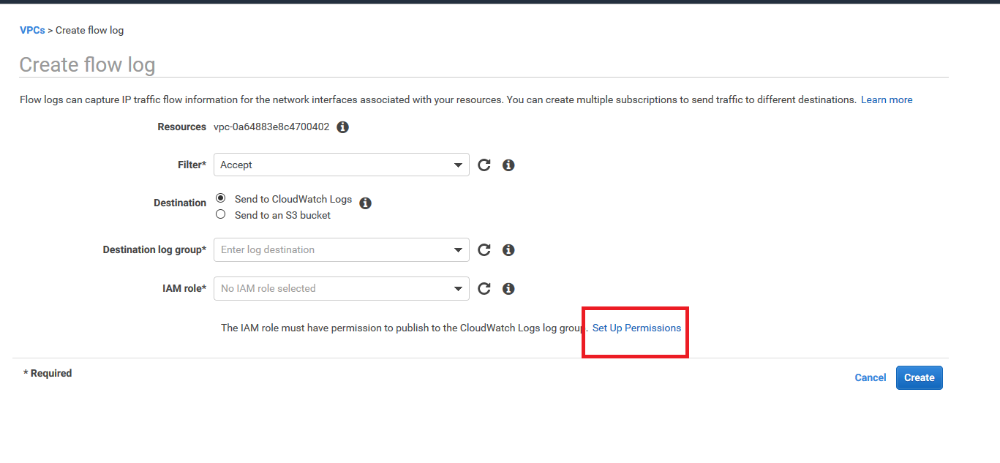 VPCs > Create flow log
Create flow log
Flow logs can capture IP traffic flow information for the network interfaces associated with your resources. You can create multiple subscriptions to send traffic to different destinations. Learn more
Resources vpc-0a64883e8c4700402
Filter* Accept
Destination Send to CloudWatch Logs
Send to an S3 bucket
Destination log group* Enter log destination
IAM role* No IAM role selected
The IAM role must have permission to publish to the CloudWatch Logs log group. Set Up Permissions
* Required
Cancel Create